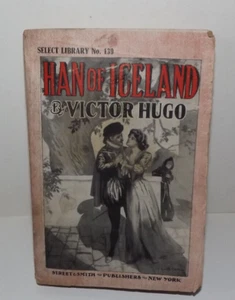 SELECT LIBRARY No. 138
HAN OF ICELAND
By VICTOR HUGO
STREET & SMITH PUBLISHERS NEW YORK